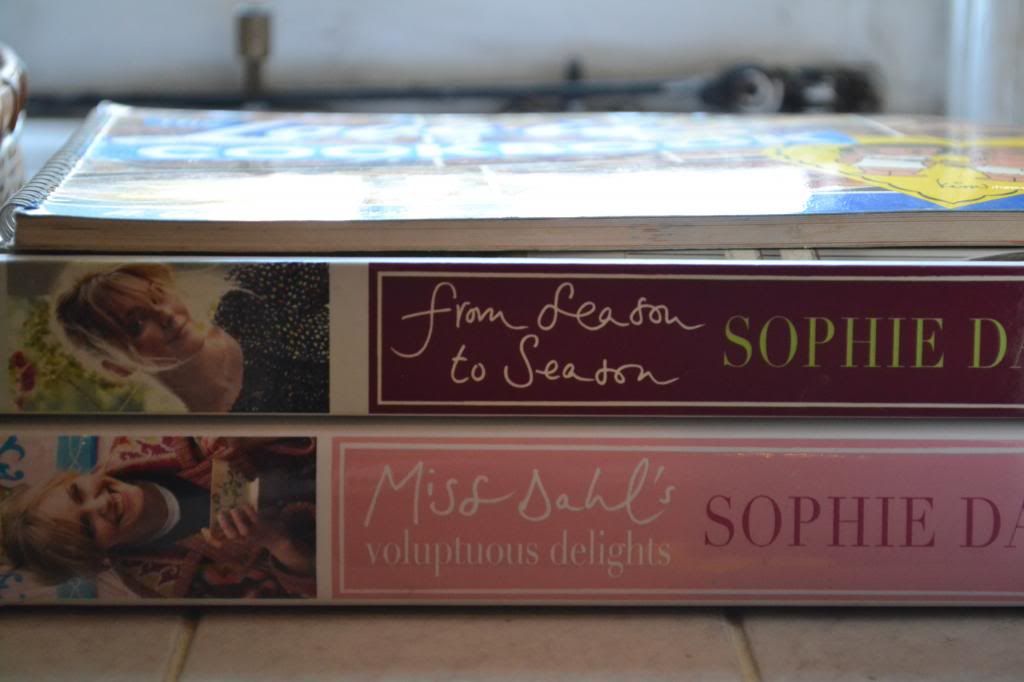 from Season
to Season
SOPHIE DA
Miss Dahl's
voluptuous delights
SOPHIE DA